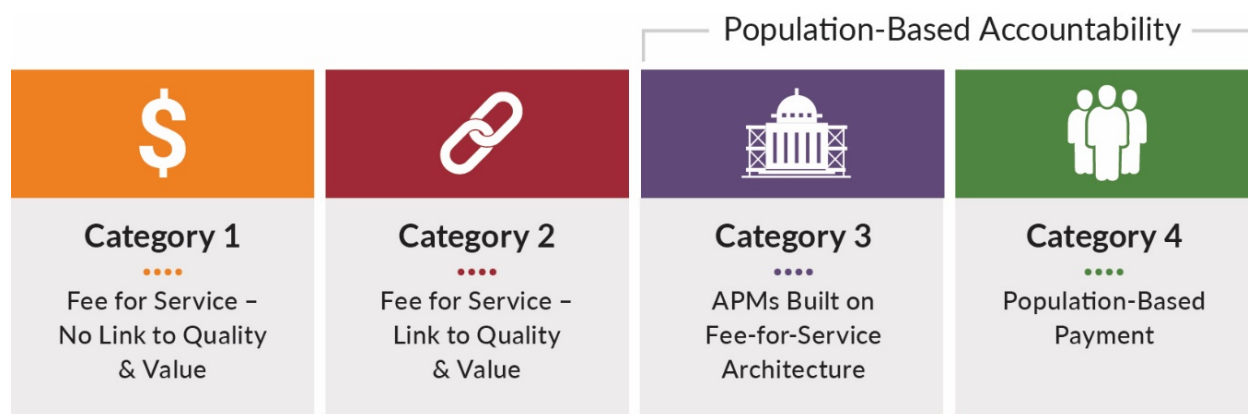 Population-Based Accountability
$
Category 1
Fee for Service –
No Link to Quality
& Value
Category 2
Fee for Service –
Link to Quality
& Value
Category 3
APMs Built on
Fee-for-Service
Architecture
Category 4
Population-Based
Payment